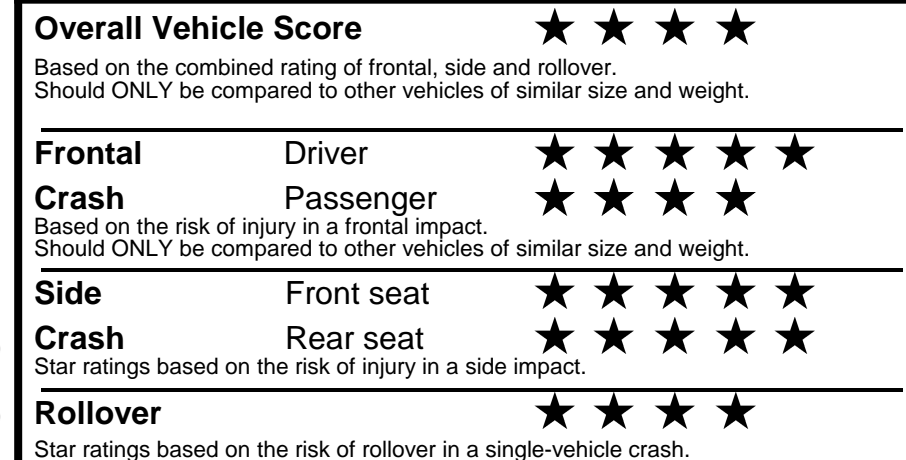 Overall Vehicle Score ★ ★ ★ ★
Based on the combined rating of frontal, side and rollover.
Should ONLY be compared to other vehicles of similar size and weight.
Frontal Driver ★ ★ ★ ★ ★
Crash Passenger ★ ★ ★ ★
Based on the risk of injury in a frontal impact.
Should ONLY be compared to other vehicles of similar size and weight.
Side Front seat ★ ★ ★ ★ ★
Crash Rear seat ★ ★ ★ ★ ★
Star ratings based on the risk of injury in a side impact.
Rollover ★ ★ ★ ★
Star ratings based on the risk of rollover in a single-vehicle crash.